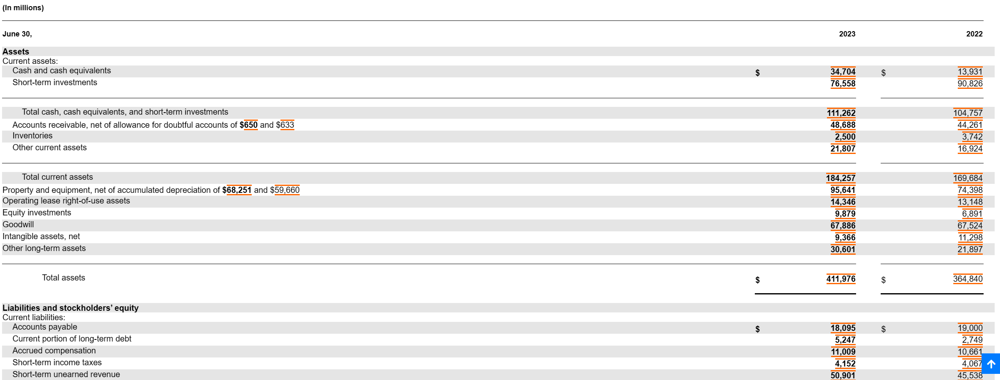 (In millions)
June 30, 2023 2022
Assets
Current assets:
Cash and cash equivalents $ 34,704 $ 13,931
Short-term investments 76,558 90,826
Total cash, cash equivalents, and short-term investments 111,262 104,757
Accounts receivable, net of allowance for doubtful accounts of $650 and $633 48,688 44,261
Inventories 2,500 3,742
Other current assets 21,807 16,924
Total current assets 184,257 169,684
Property and equipment, net of accumulated depreciation of $68,251 and $59,660 95,641 74,398
Operating lease right-of-use assets 14,346 13,148
Equity investments 9,879 6,891
Goodwill 67,886 67,524
Intangible assets, net 9,366 11,298
Other long-term assets 30,601 21,897
Total assets $ 411,976 $ 364,840
Liabilities and stockholders’ equity
Current liabilities:
Accounts payable $ 18,095 $ 19,000
Current portion of long-term debt 5,247 2,749
Accrued compensation 11,009 10,661
Short-term income taxes 4,152 4,067
Short-term unearned revenue 50,901 45,538